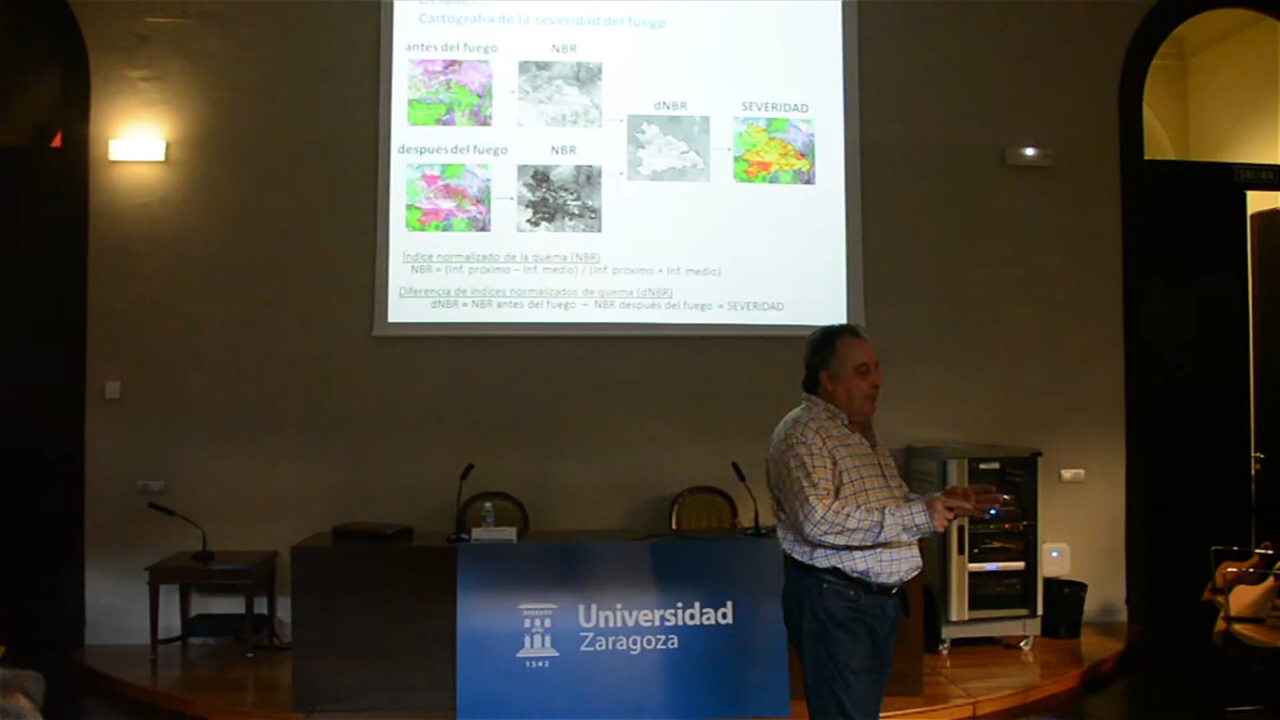 Cartografía de la severidad del fuego
antes del fuego
NBR
dNBR
SEVERIDAD
después del fuego
NBR
Índice normalizado de la quema (NBR)
NBR = (Inf. próximo – Inf. medio) / (Inf. próximo + Inf. medio)
Diferencia de índices normalizados de quema (dNBR)
dNBR = NBR antes del fuego – NBR después del fuego = SEVERIDAD
Universidad
Zaragoza
1542